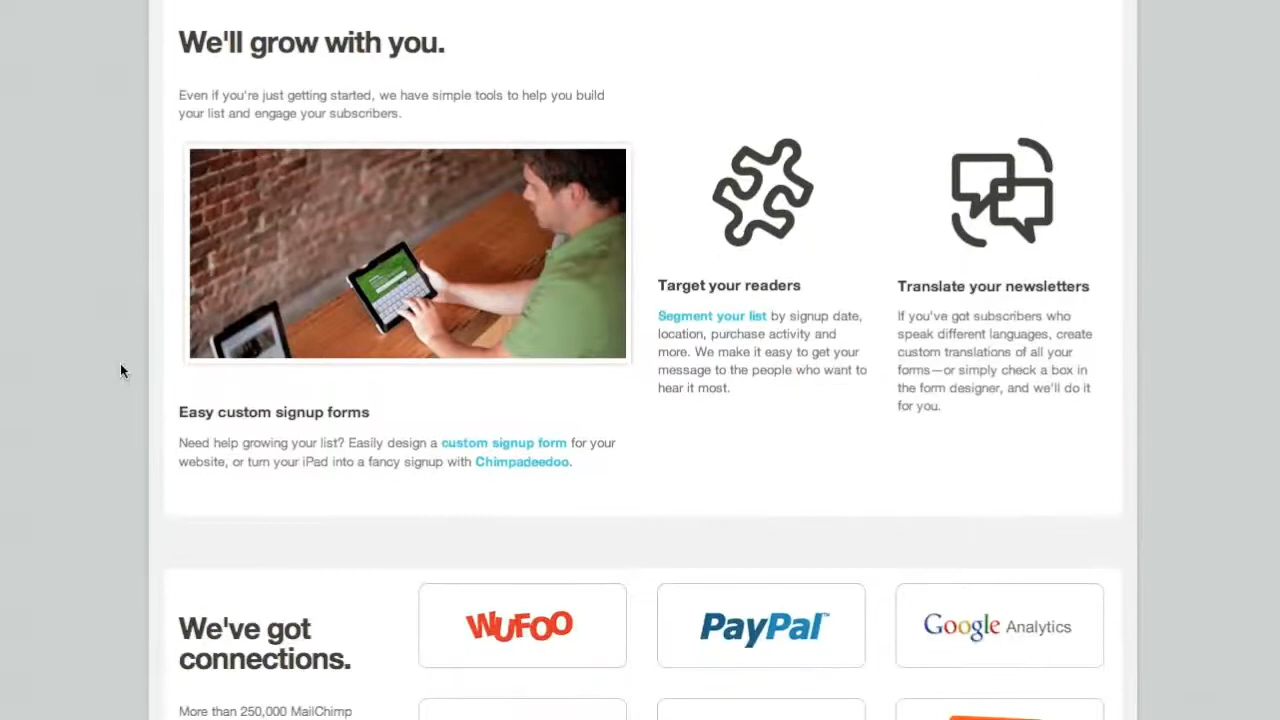 We'll grow with you.
Even if you're just getting started, we have simple tools to help you build
your list and engage your subscribers.
Easy custom signup forms
Need help growing your list? Easily design a custom signup form for your
website, or turn your iPad into a fancy signup with Chimpadeedoo.
Target your readers
Segment your list by signup date,
location, purchase activity and
more. We make it easy to get your
message to the people who want to
hear it most.
Translate your newsletters
If you've got subscribers who
speak different languages, create
custom translations of all your
forms—or simply check a box in
the form designer, and we'll do it
for you.
We've got
connections.
More than 250,000 MailChimp
WUFOO
PayPal™
Google Analytics